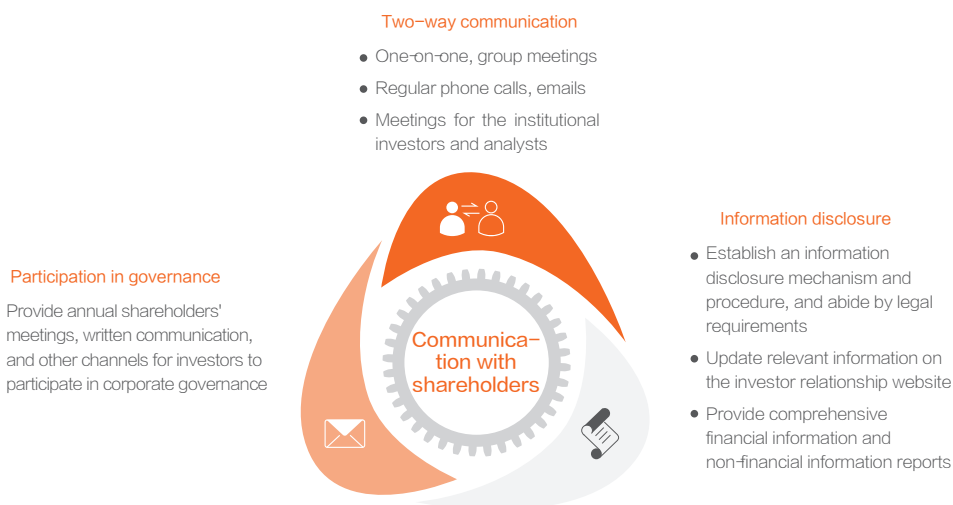 Two-way communication
● One-on-one, group meetings
● Regular phone calls, emails
● Meetings for the institutional
investors and analysts
Participation in governance
Provide annual shareholders'
meetings, written communication,
and other channels for investors to
participate in corporate governance
Communica-
tion with
shareholders
Information disclosure
● Establish an information
disclosure mechanism and
procedure, and abide by legal
requirements
● Update relevant information on
the investor relationship website
● Provide comprehensive
financial information and
non-financial information reports